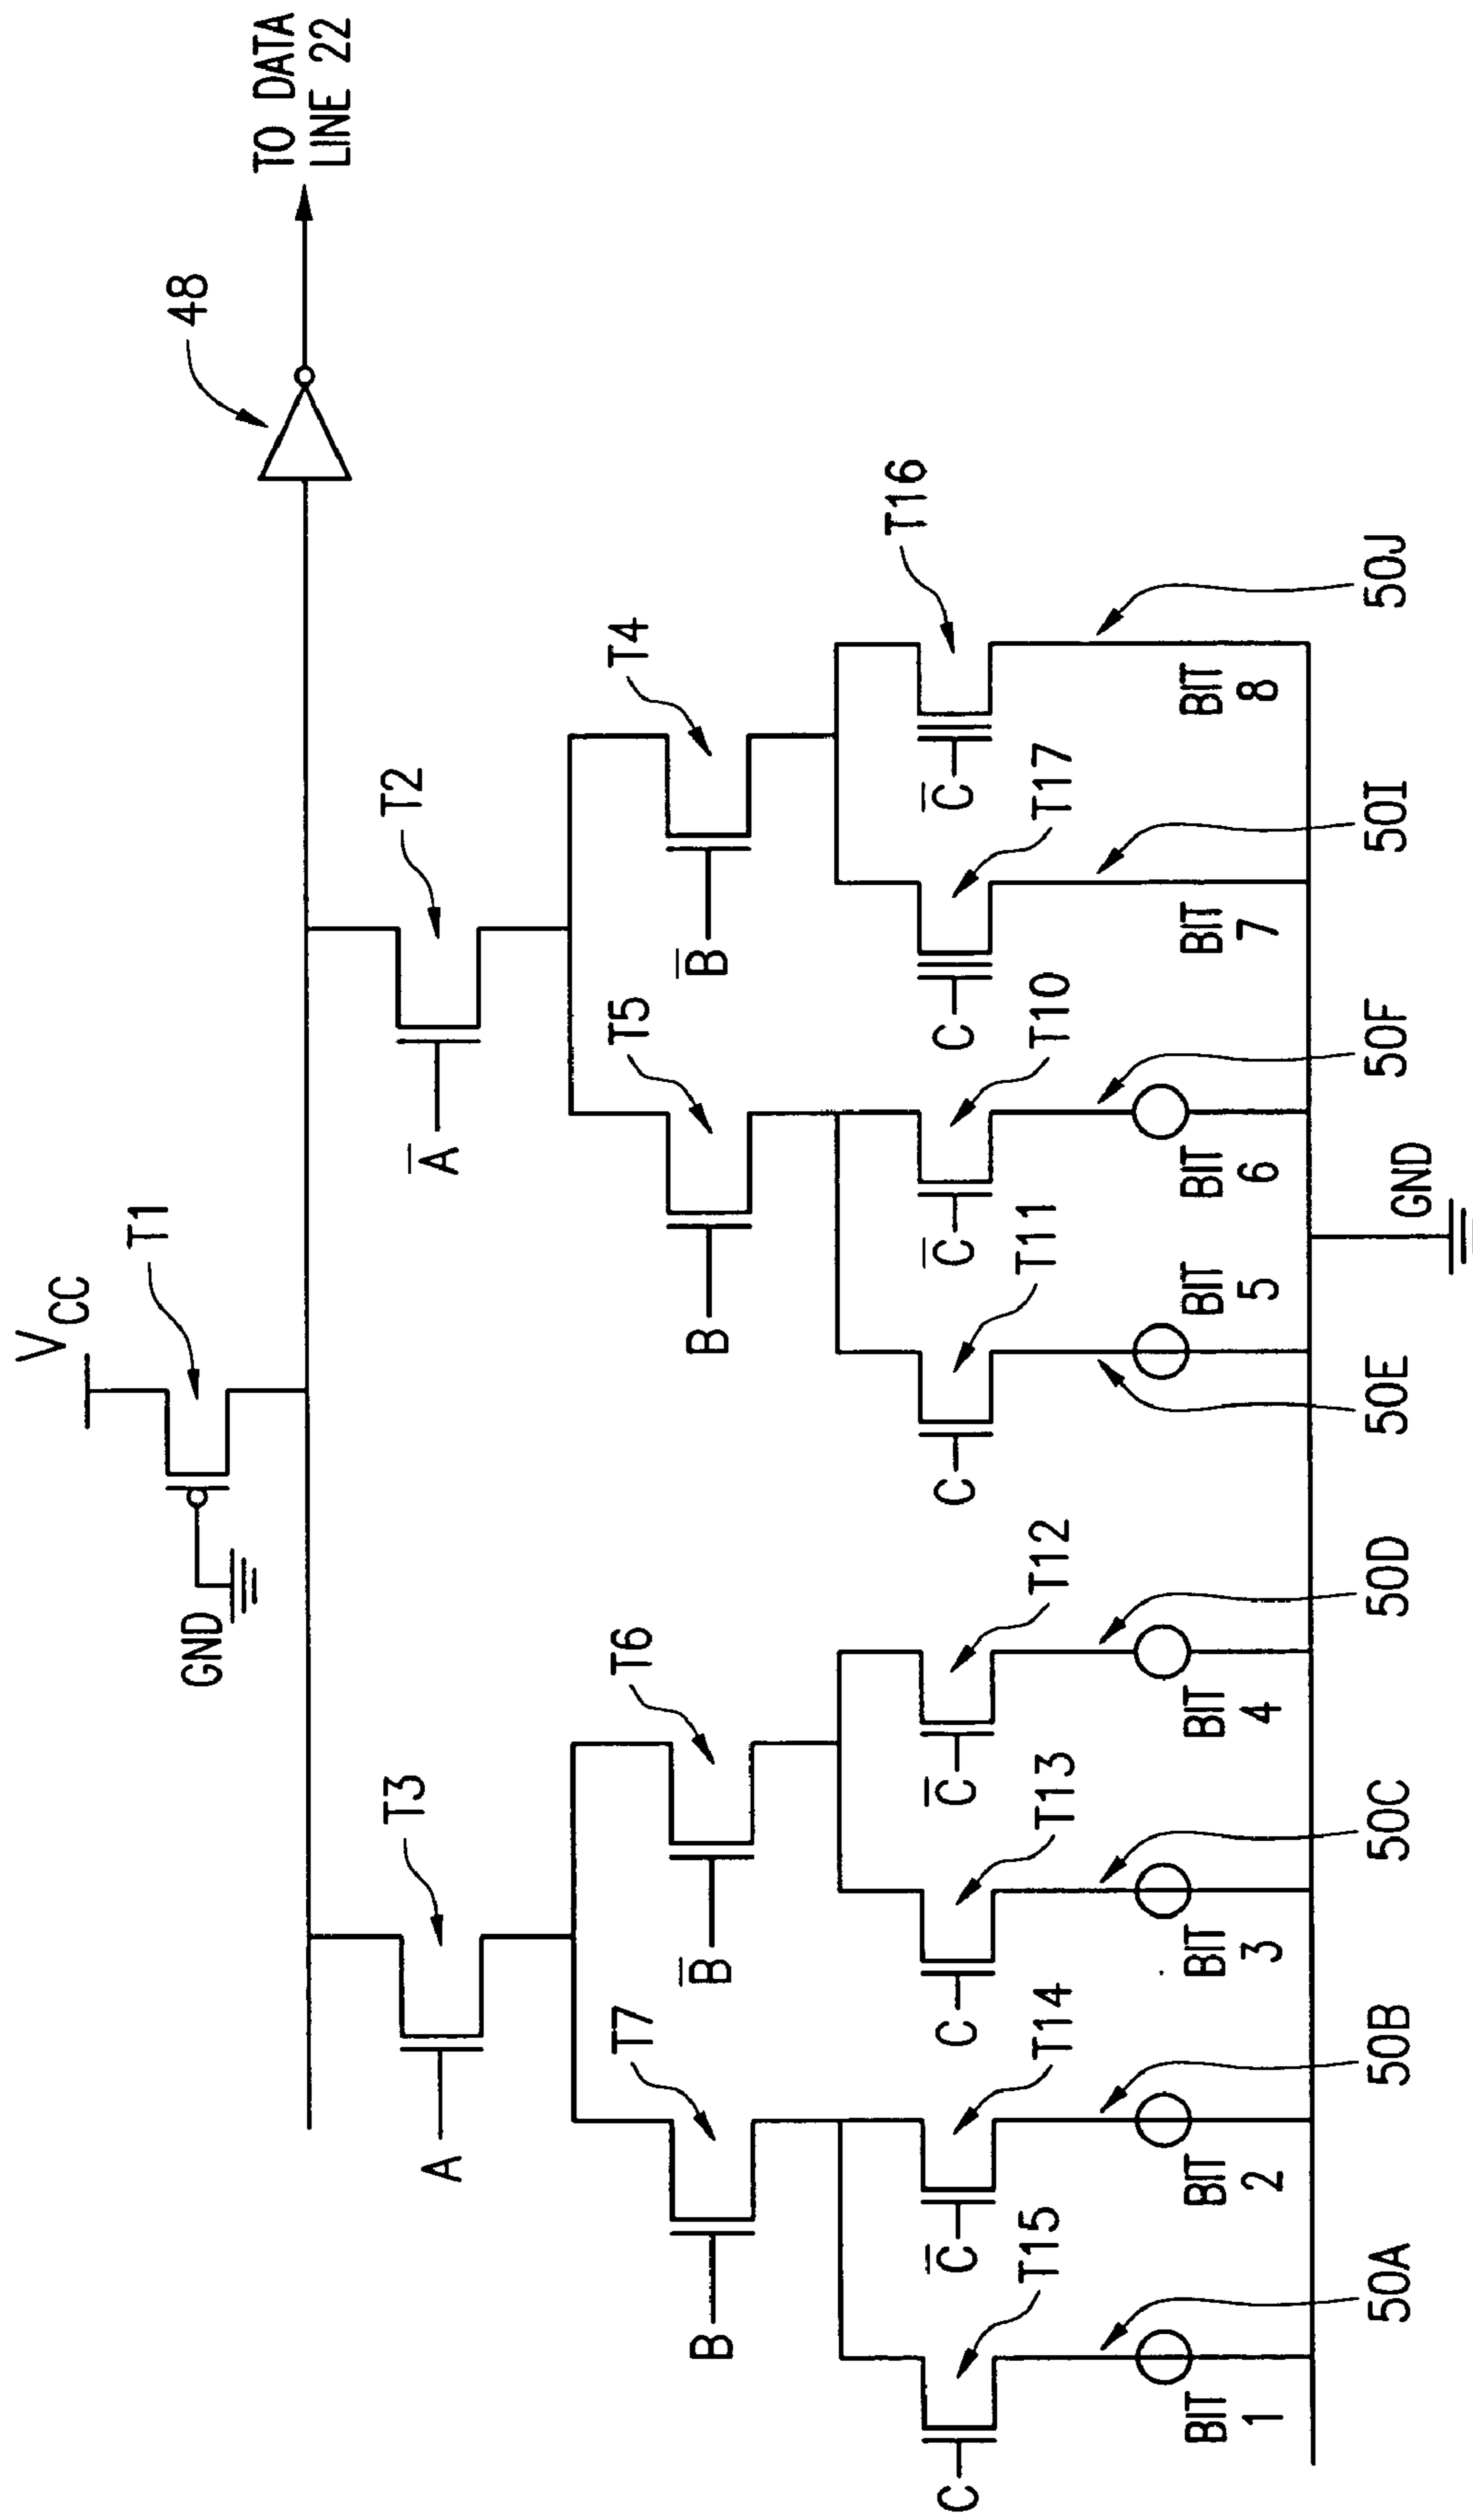 V_CC
T1
GND
48
TO DATA
LINE 22
T3
A
T2
A̅
T7
B
T6
B̅
T5
B
T4
B̅
T15
C
T14
C̅
T13
C
T12
C̅
T11
C
T10
C̅
T17
C
T16
C̅
BIT
1
BIT
2
BIT
3
BIT
4
BIT
5
BIT
6
BIT
7
BIT
8
50A
50B
50C
50D
50E
50F
50I
50J
GND